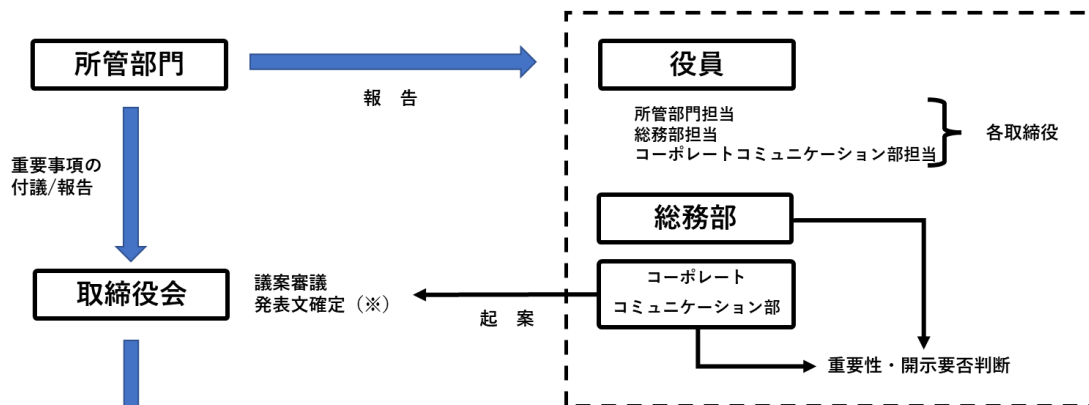 所管部門
報　告
役員
所管部門担当
総務部担当
コーポレートコミュニケーション部担当
各取締役
重要事項の
付議/報告
総務部
取締役会
議案審議
発表文確定（※）
起　案
コーポレート
コミュニケーション部
重要性・開示要否判断